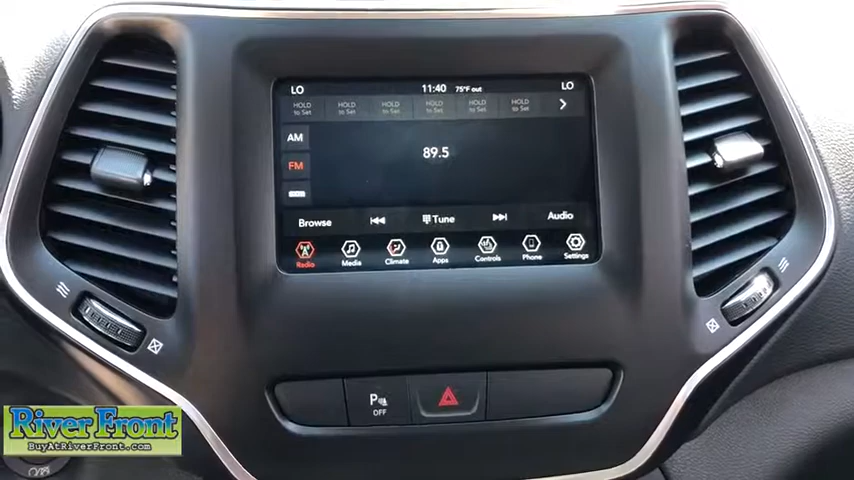 LO 11:40 75°F out LO
HOLD to Set HOLD to Set HOLD to Set HOLD to Set HOLD to Set HOLD to Set
AM
FM
89.5
Browse Tune Audio
Radio Media Climate Apps Controls Phone Settings
P OFF
River Front
BuyAtRiverFront.com